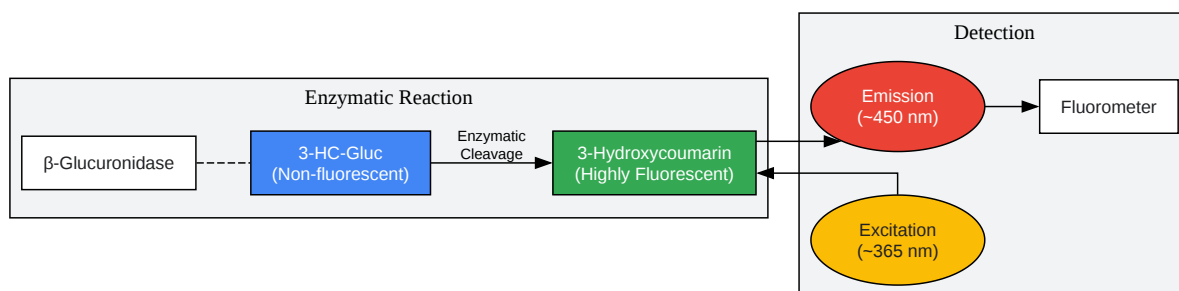 Detection
Enzymatic Reaction
Emission
(~450 nm)
Fluorometer
β-Glucuronidase
3-HC-Gluc
(Non-fluorescent)
Enzymatic
Cleavage
3-Hydroxycoumarin
(Highly Fluorescent)
Excitation
(~365 nm)